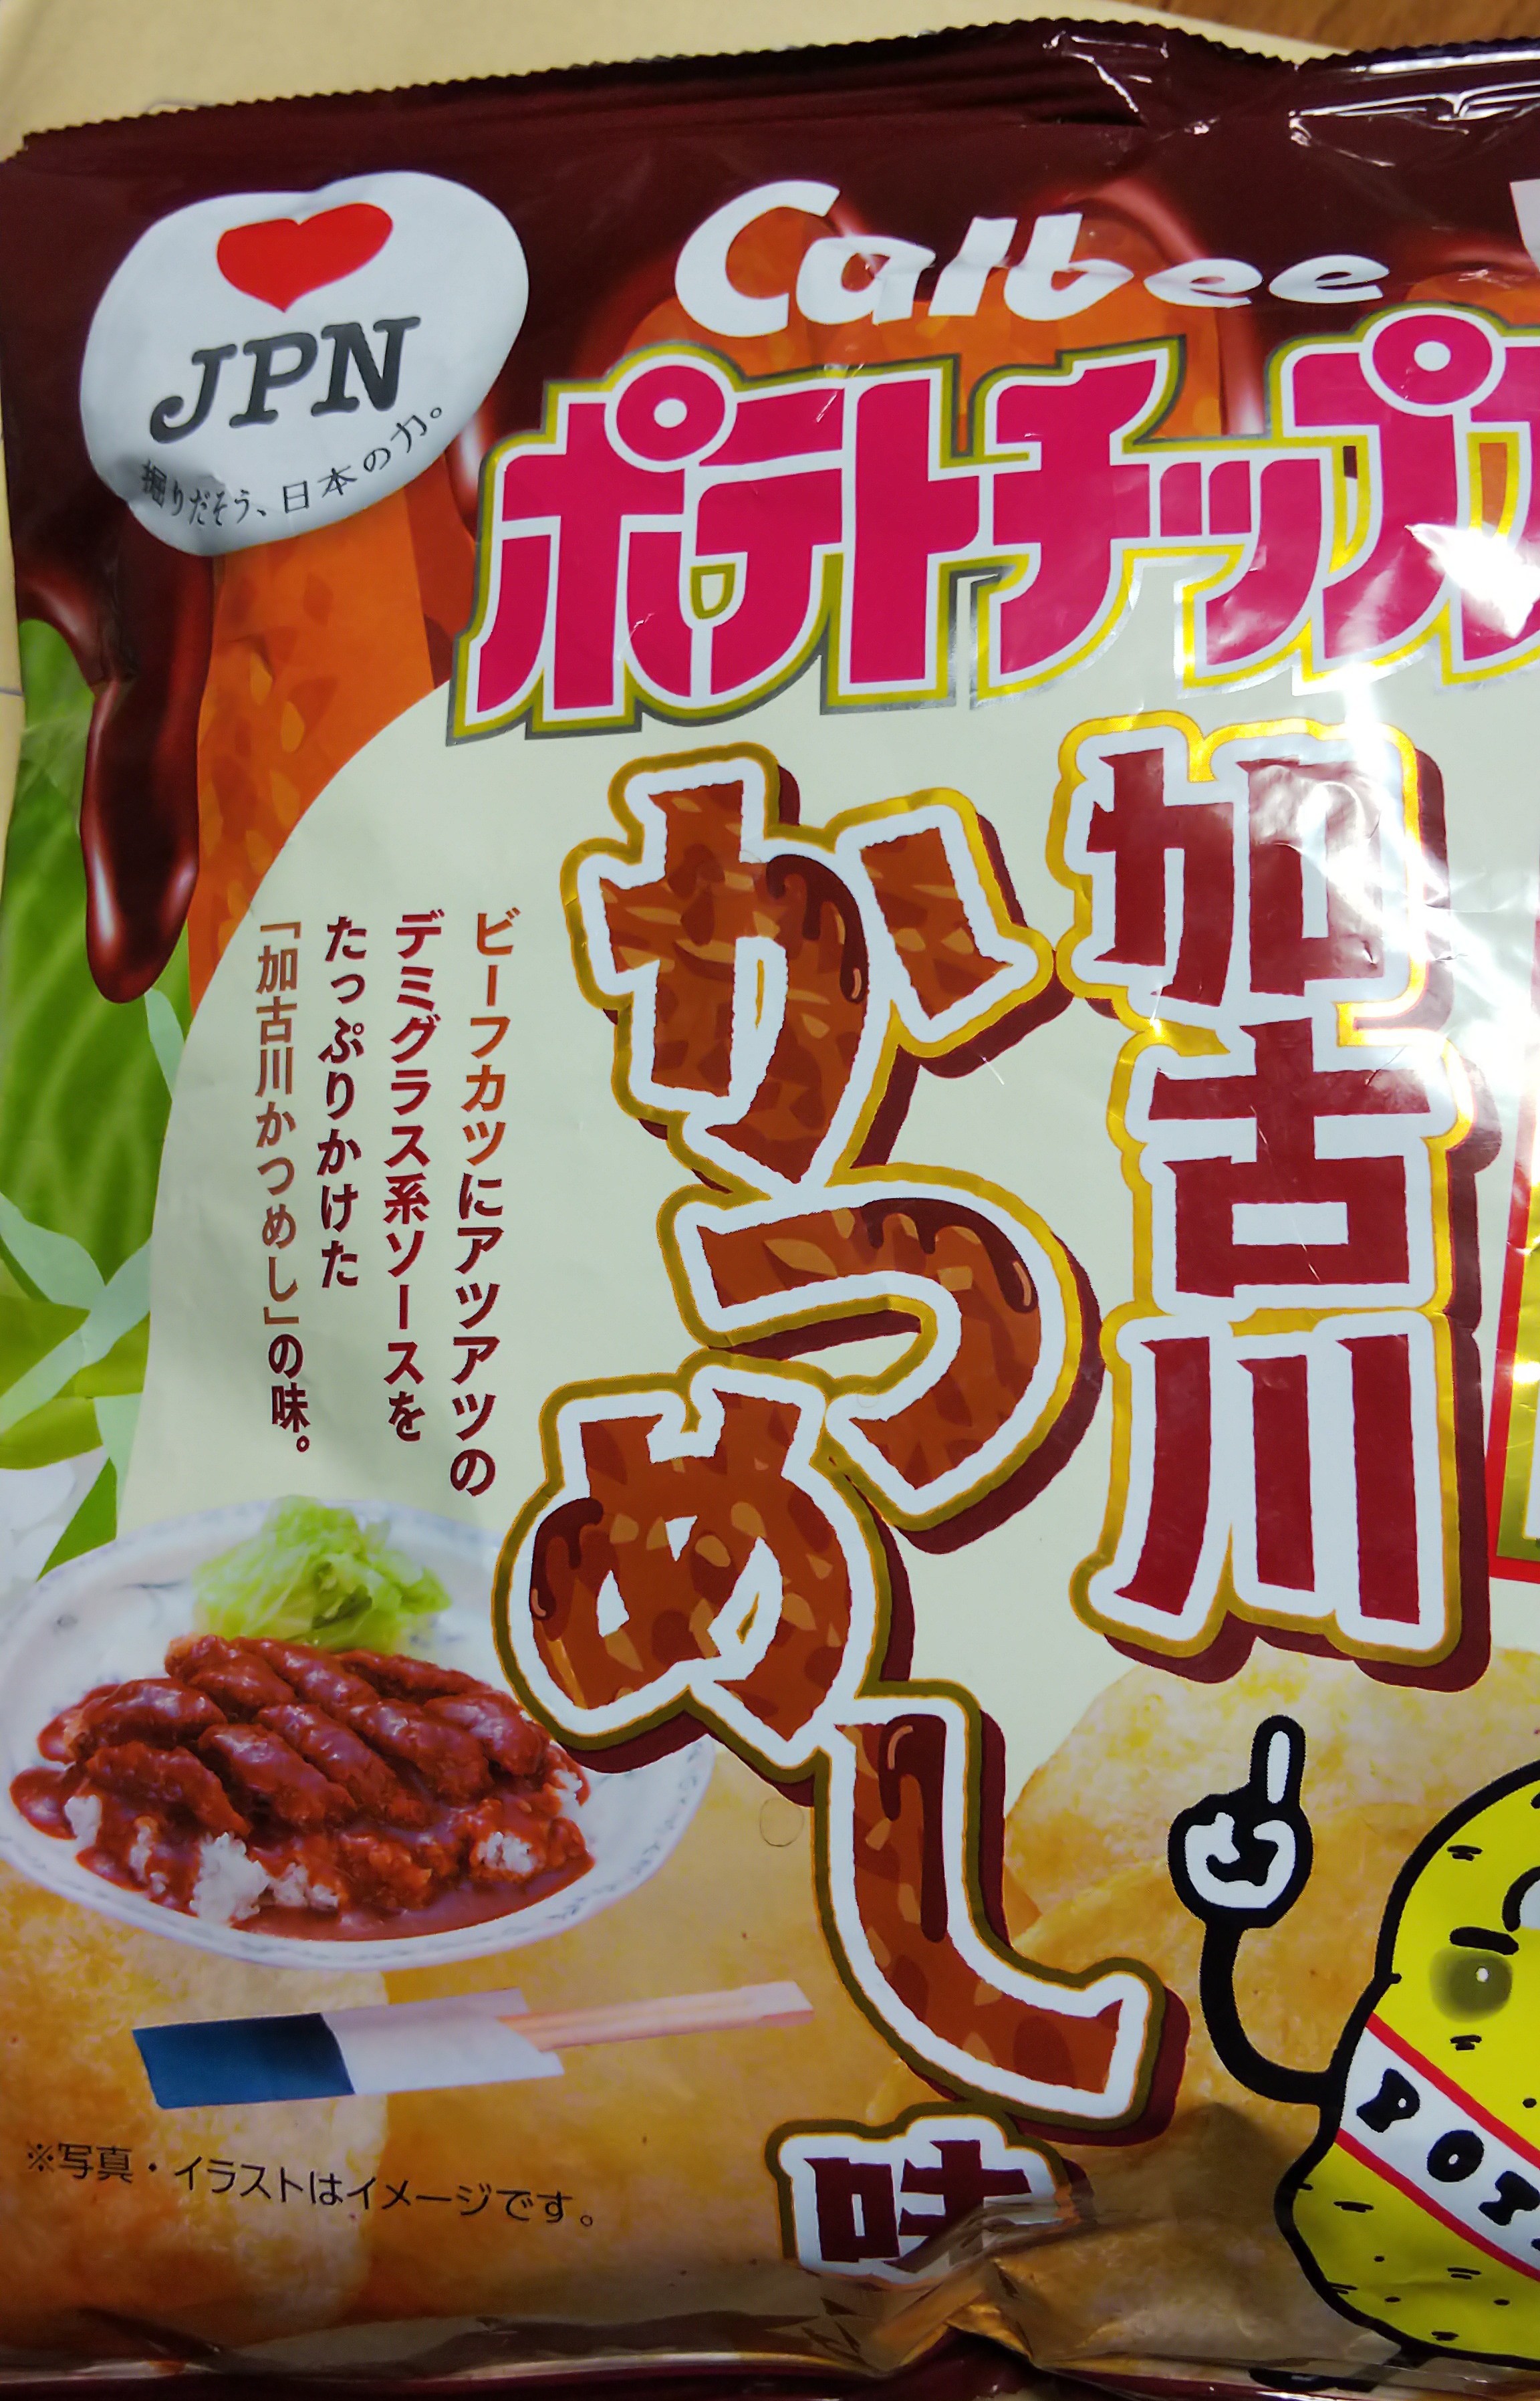 JPN
掘りだそう、日本の力。
Calbee
ポテトチップス
加古川
かつめし
味
ビーフカツにアツアツの
デミグラス系ソースを
たっぷりかけた
「加古川かつめし」の味。
※写真・イラストはイメージです。
POT